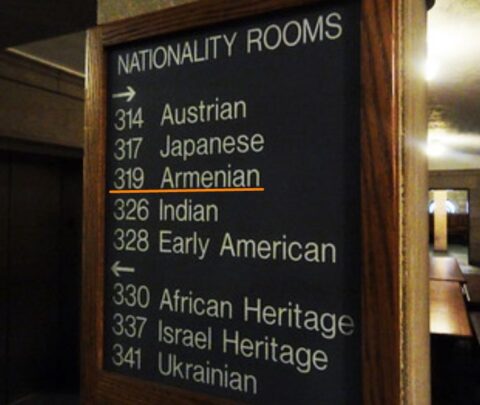 NATIONALITY ROOMS
→
314 Austrian
317 Japanese
319 Armenian
326 Indian
328 Early American
←
330 African Heritage
337 Israel Heritage
341 Ukrainian